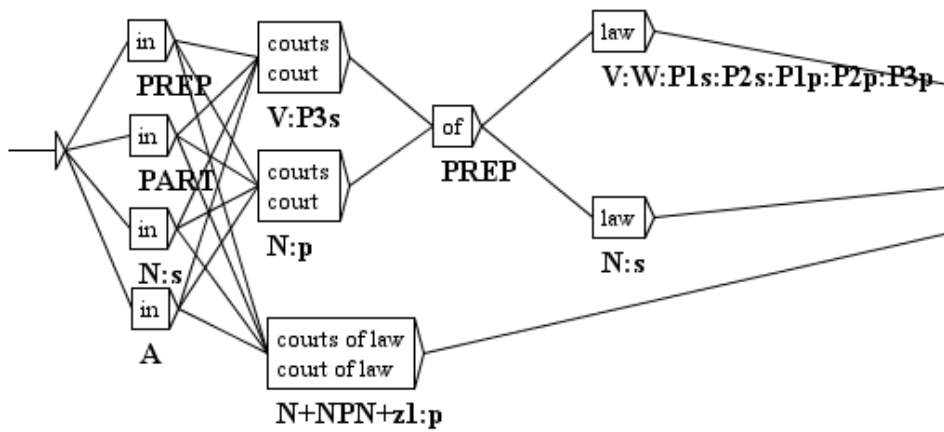 in
PREP
in
PART
in
N:s
in
A
courts
court
V:P3s
courts
court
N:p
courts of law
court of law
N+NPN+z1:p
of
PREP
law
V:W:P1s:P2s:P1p:P2p:P3p
law
N:s